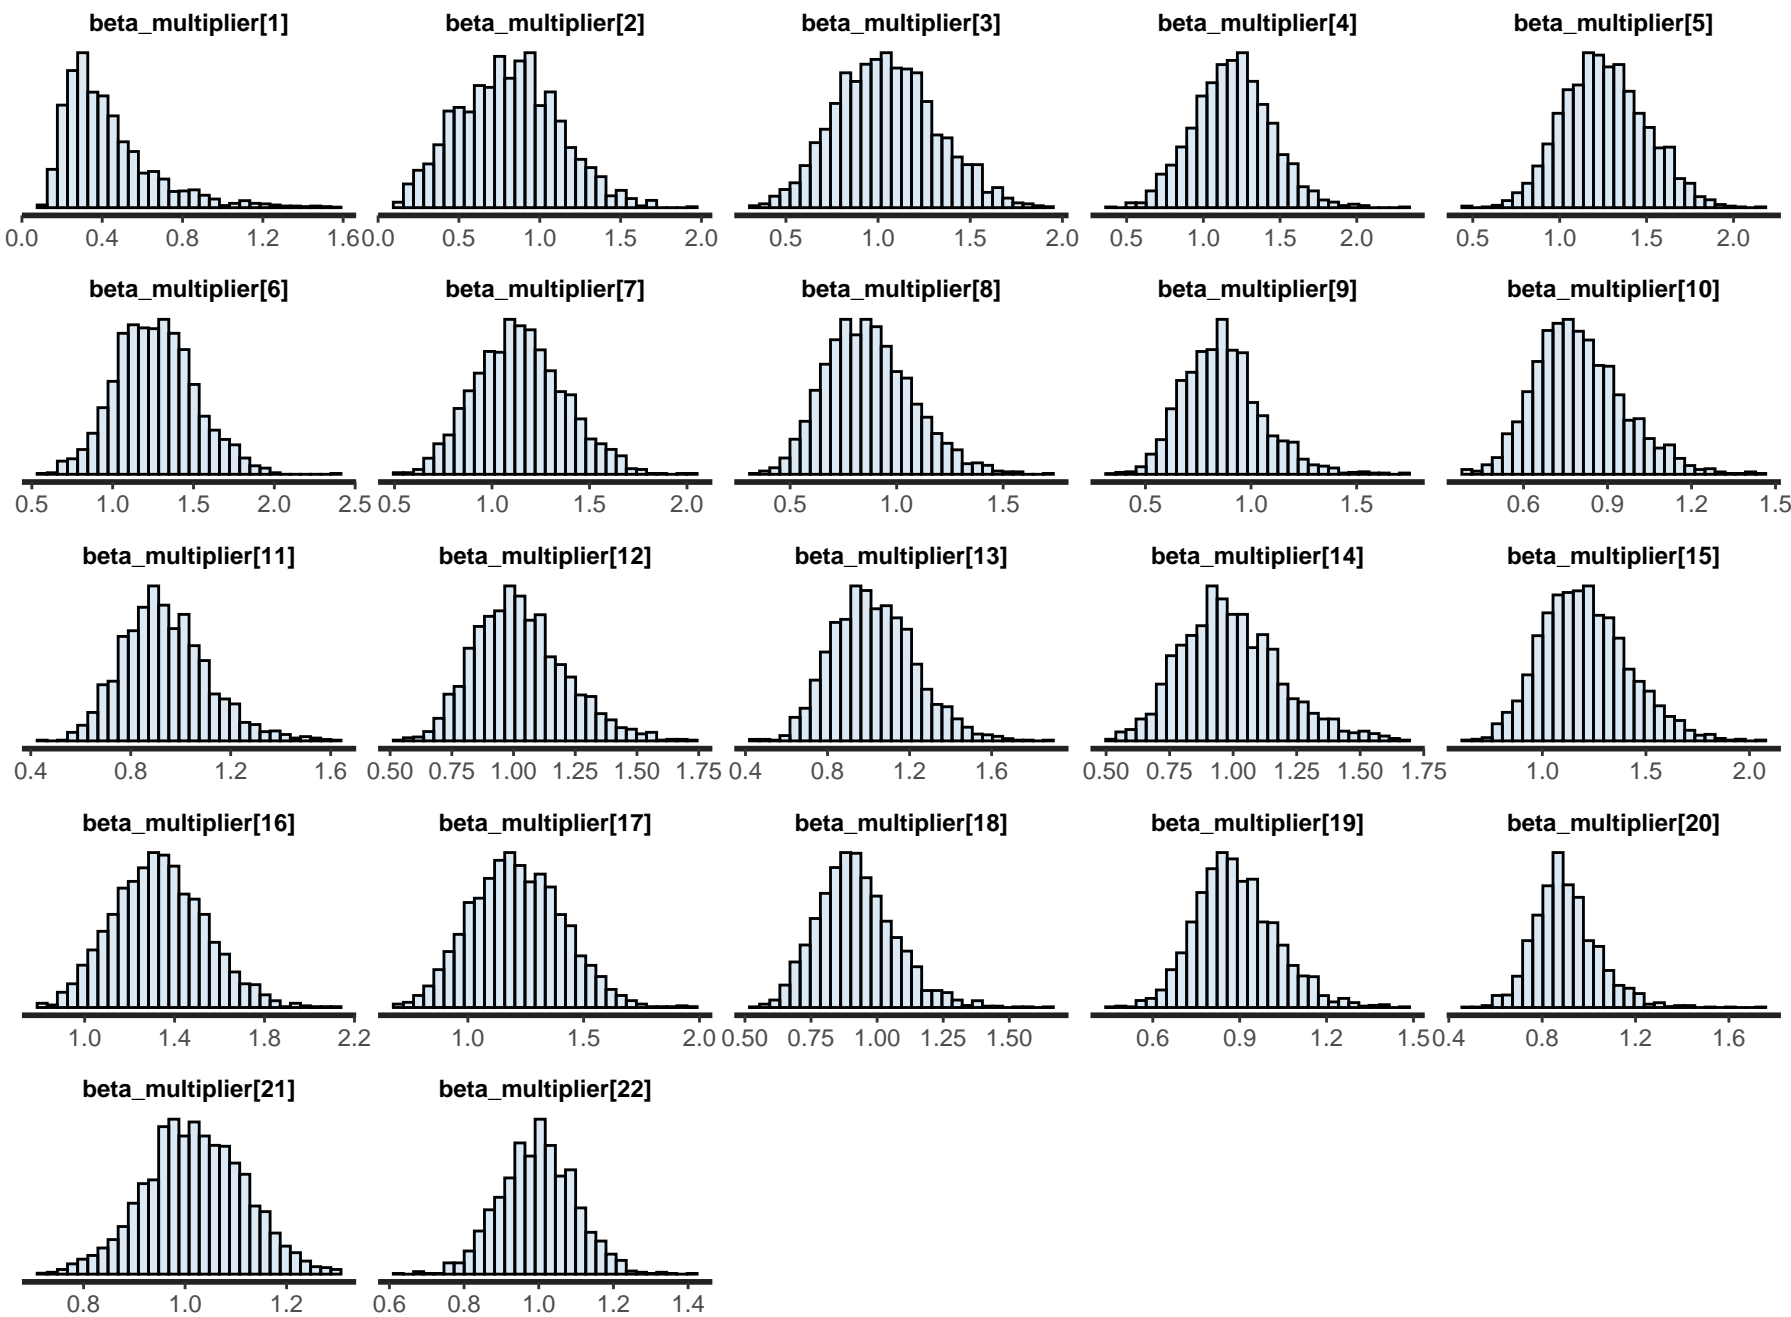 beta_multiplier[1] beta_multiplier[2] beta_multiplier[3] beta_multiplier[4] beta_multiplier[5]
0.0 0.4 0.8 1.2 1.6 0.0 0.5 1.0 1.5 2.0 0.5 1.0 1.5 2.0 0.5 1.0 1.5 2.0 0.5 1.0 1.5 2.0
beta_multiplier[6] beta_multiplier[7] beta_multiplier[8] beta_multiplier[9] beta_multiplier[10]
0.5 1.0 1.5 2.0 2.5 0.5 1.0 1.5 2.0 0.5 1.0 1.5 0.5 1.0 1.5 0.6 0.9 1.2 1.5
beta_multiplier[11] beta_multiplier[12] beta_multiplier[13] beta_multiplier[14] beta_multiplier[15]
0.4 0.8 1.2 1.6 0.50 0.75 1.00 1.25 1.50 1.75 0.4 0.8 1.2 1.6 0.50 0.75 1.00 1.25 1.50 1.75 1.0 1.5 2.0
beta_multiplier[16] beta_multiplier[17] beta_multiplier[18] beta_multiplier[19] beta_multiplier[20]
1.0 1.4 1.8 2.2 1.0 1.5 2.0 0.50 0.75 1.00 1.25 1.50 0.6 0.9 1.2 1.5 0.4 0.8 1.2 1.6
beta_multiplier[21] beta_multiplier[22]
0.8 1.0 1.2 0.6 0.8 1.0 1.2 1.4